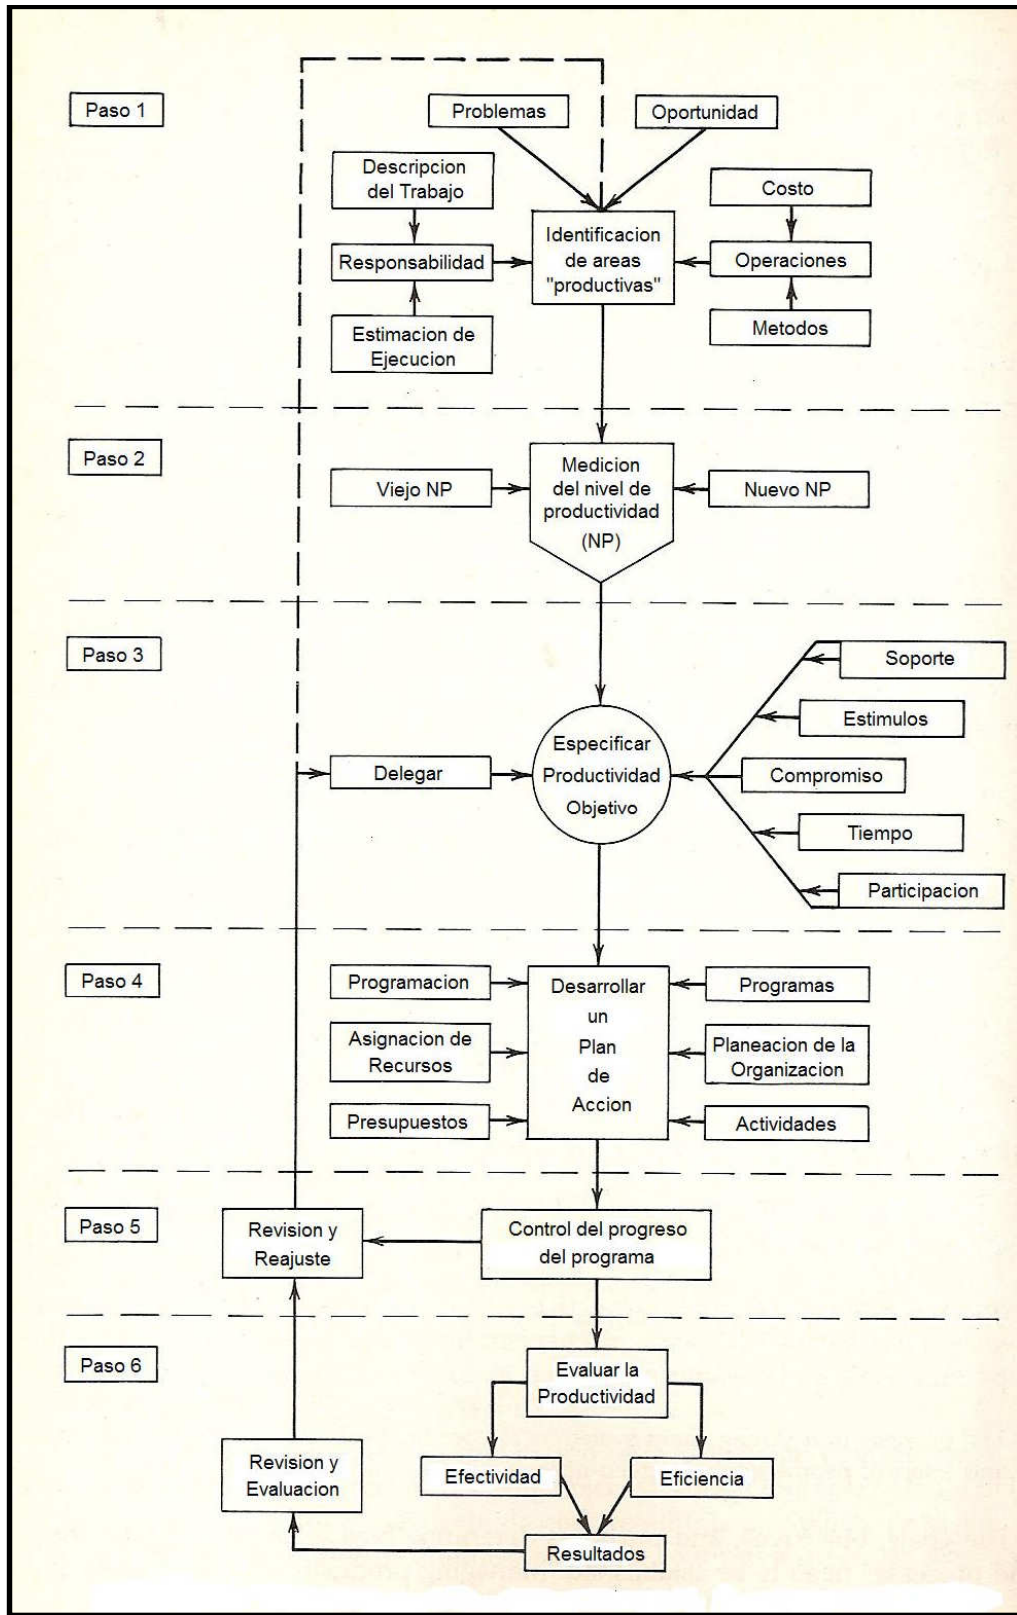 Paso 1
Problemas
Oportunidad
Descripcion
del Trabajo
Costo
Identificacion
de areas
"productivas"
Responsabilidad
Operaciones
Estimacion de
Ejecucion
Metodos
Paso 2
Viejo NP
Medicion
del nivel de
productividad
(NP)
Nuevo NP
Paso 3
Soporte
Estimulos
Delegar
Especificar
Productividad
Objetivo
Compromiso
Tiempo
Participacion
Paso 4
Programacion
Desarrollar
un
Plan
de
Accion
Programas
Asignacion de
Recursos
Planeacion de la
Organizacion
Presupuestos
Actividades
Paso 5
Revision y
Reajuste
Control del progreso
del programa
Paso 6
Evaluar la
Productividad
Revision y
Evaluacion
Efectividad
Eficiencia
Resultados